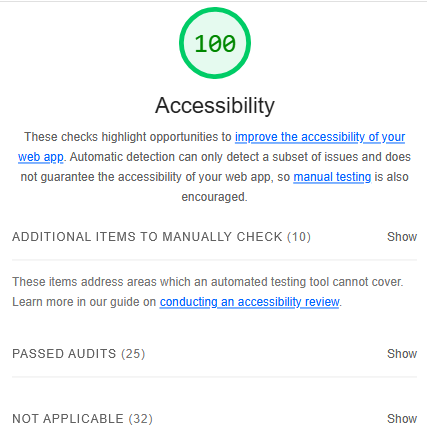 100
Accessibility
These checks highlight opportunities to improve the accessibility of your
web app. Automatic detection can only detect a subset of issues and does
not guarantee the accessibility of your web app, so manual testing is also
encouraged.
ADDITIONAL ITEMS TO MANUALLY CHECK (10) Show
These items address areas which an automated testing tool cannot cover.
Learn more in our guide on conducting an accessibility review.
PASSED AUDITS (25) Show
NOT APPLICABLE (32) Show